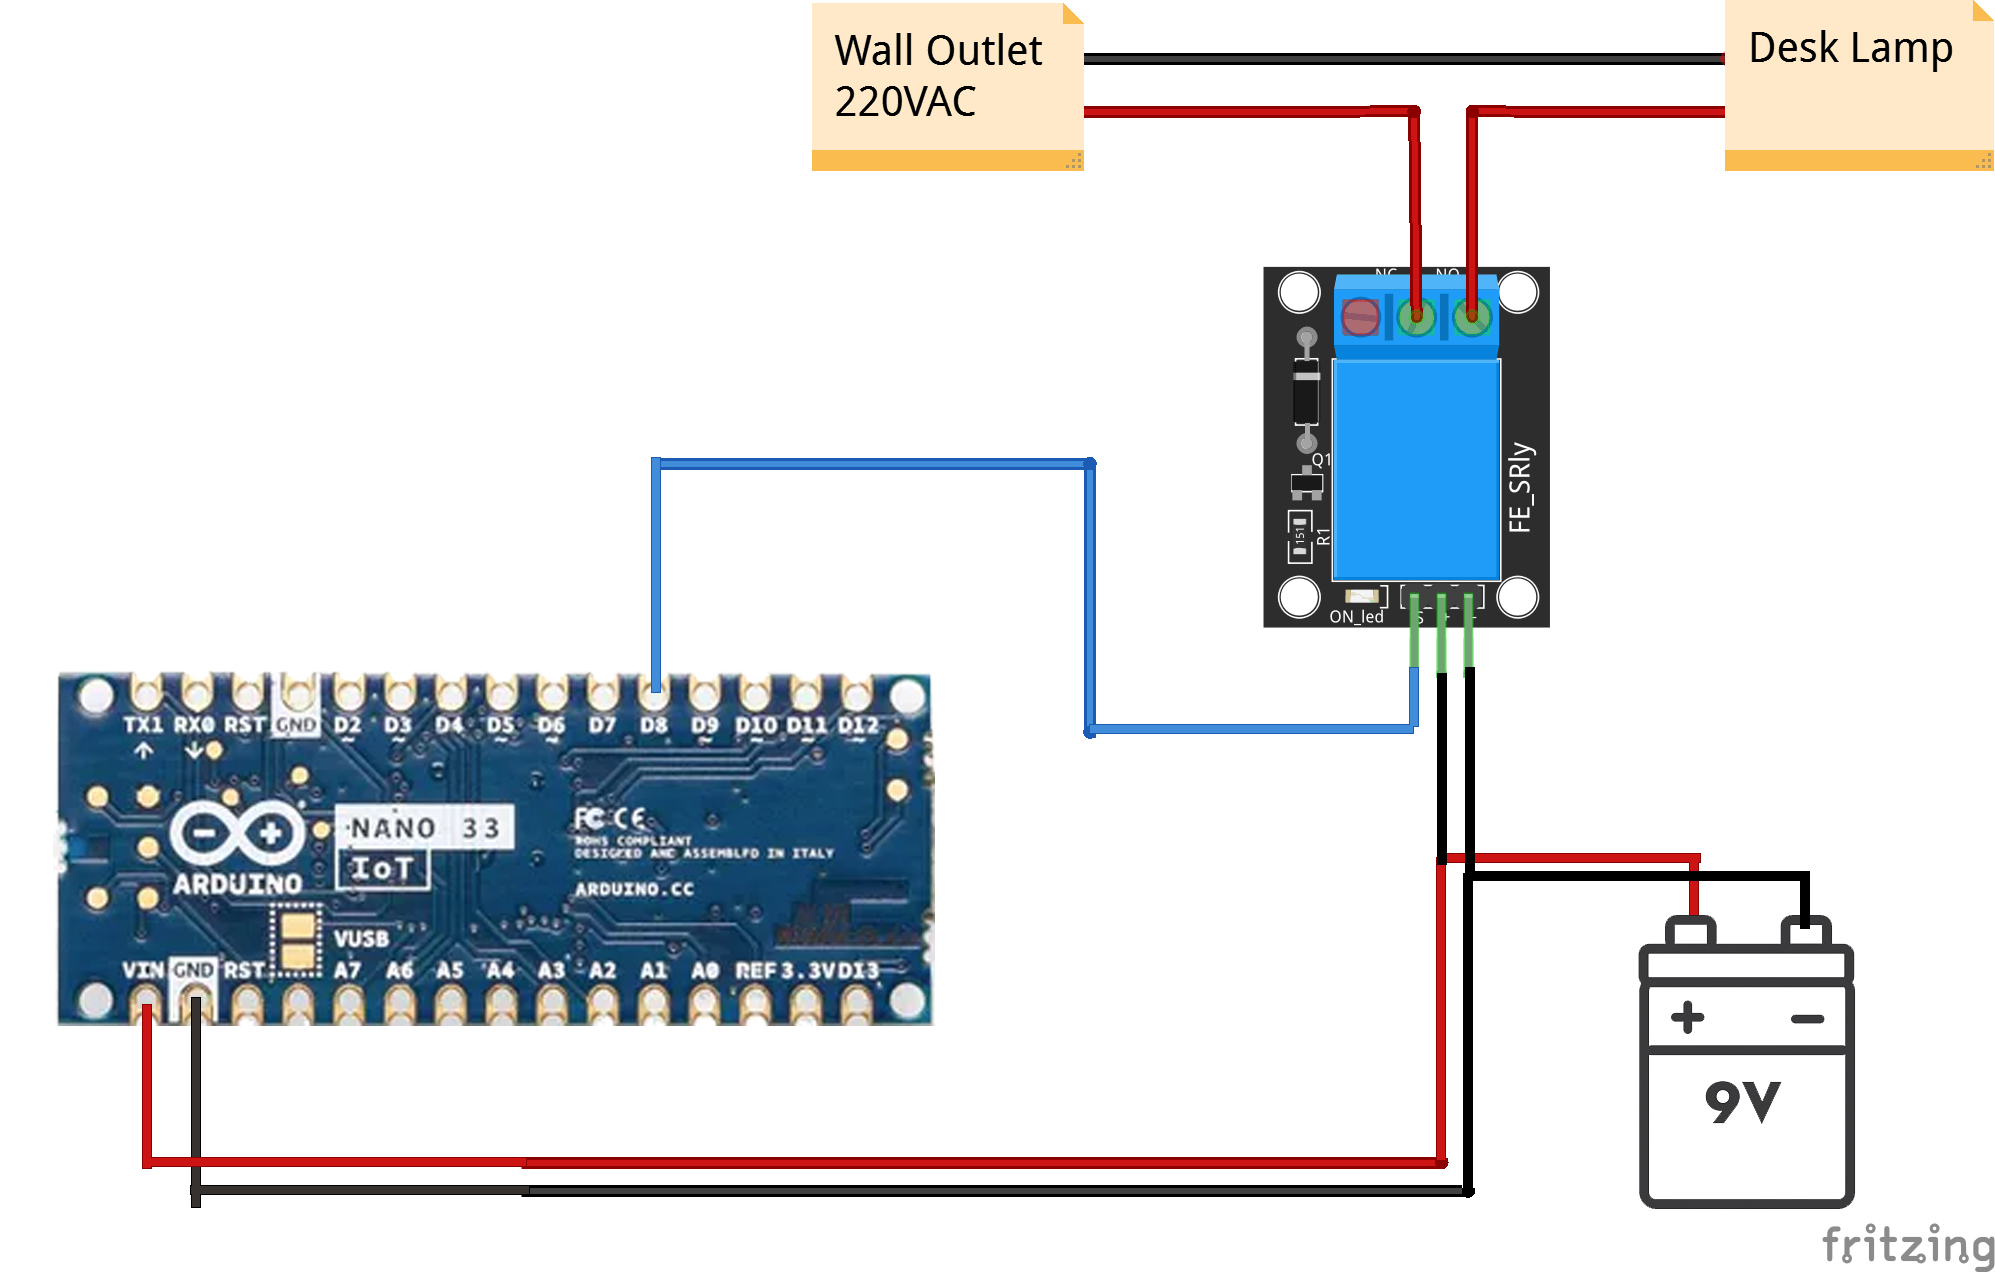 Wall Outlet
220VAC
Desk Lamp
NC NO
Q1
R1
151
FE_SRly
ON_led
S + -
TX1 RX0 RST GND D2 D3 D4 D5 D6 D7 D8 D9 D10 D11 D12
NANO 33
IoT
ARDUINO
FC CE
ROHS COMPLIANT
DESIGNED AND ASSEMBLED IN ITALY
ARDUINO.CC
VUSB
VIN GND RST A7 A6 A5 A4 A3 A2 A1 A0 REF 3.3V D13
+ -
9V
fritzing